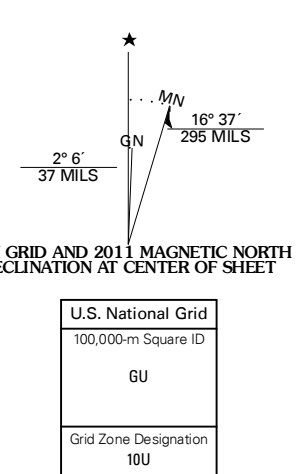 ★
MN
16° 37´
295 MILS
GN
2° 6´
37 MILS
GRID AND 2011 MAGNETIC NORTH
ECLINATION AT CENTER OF SHEET
U.S. National Grid
100,000-m Square ID
GU
Grid Zone Designation
10U